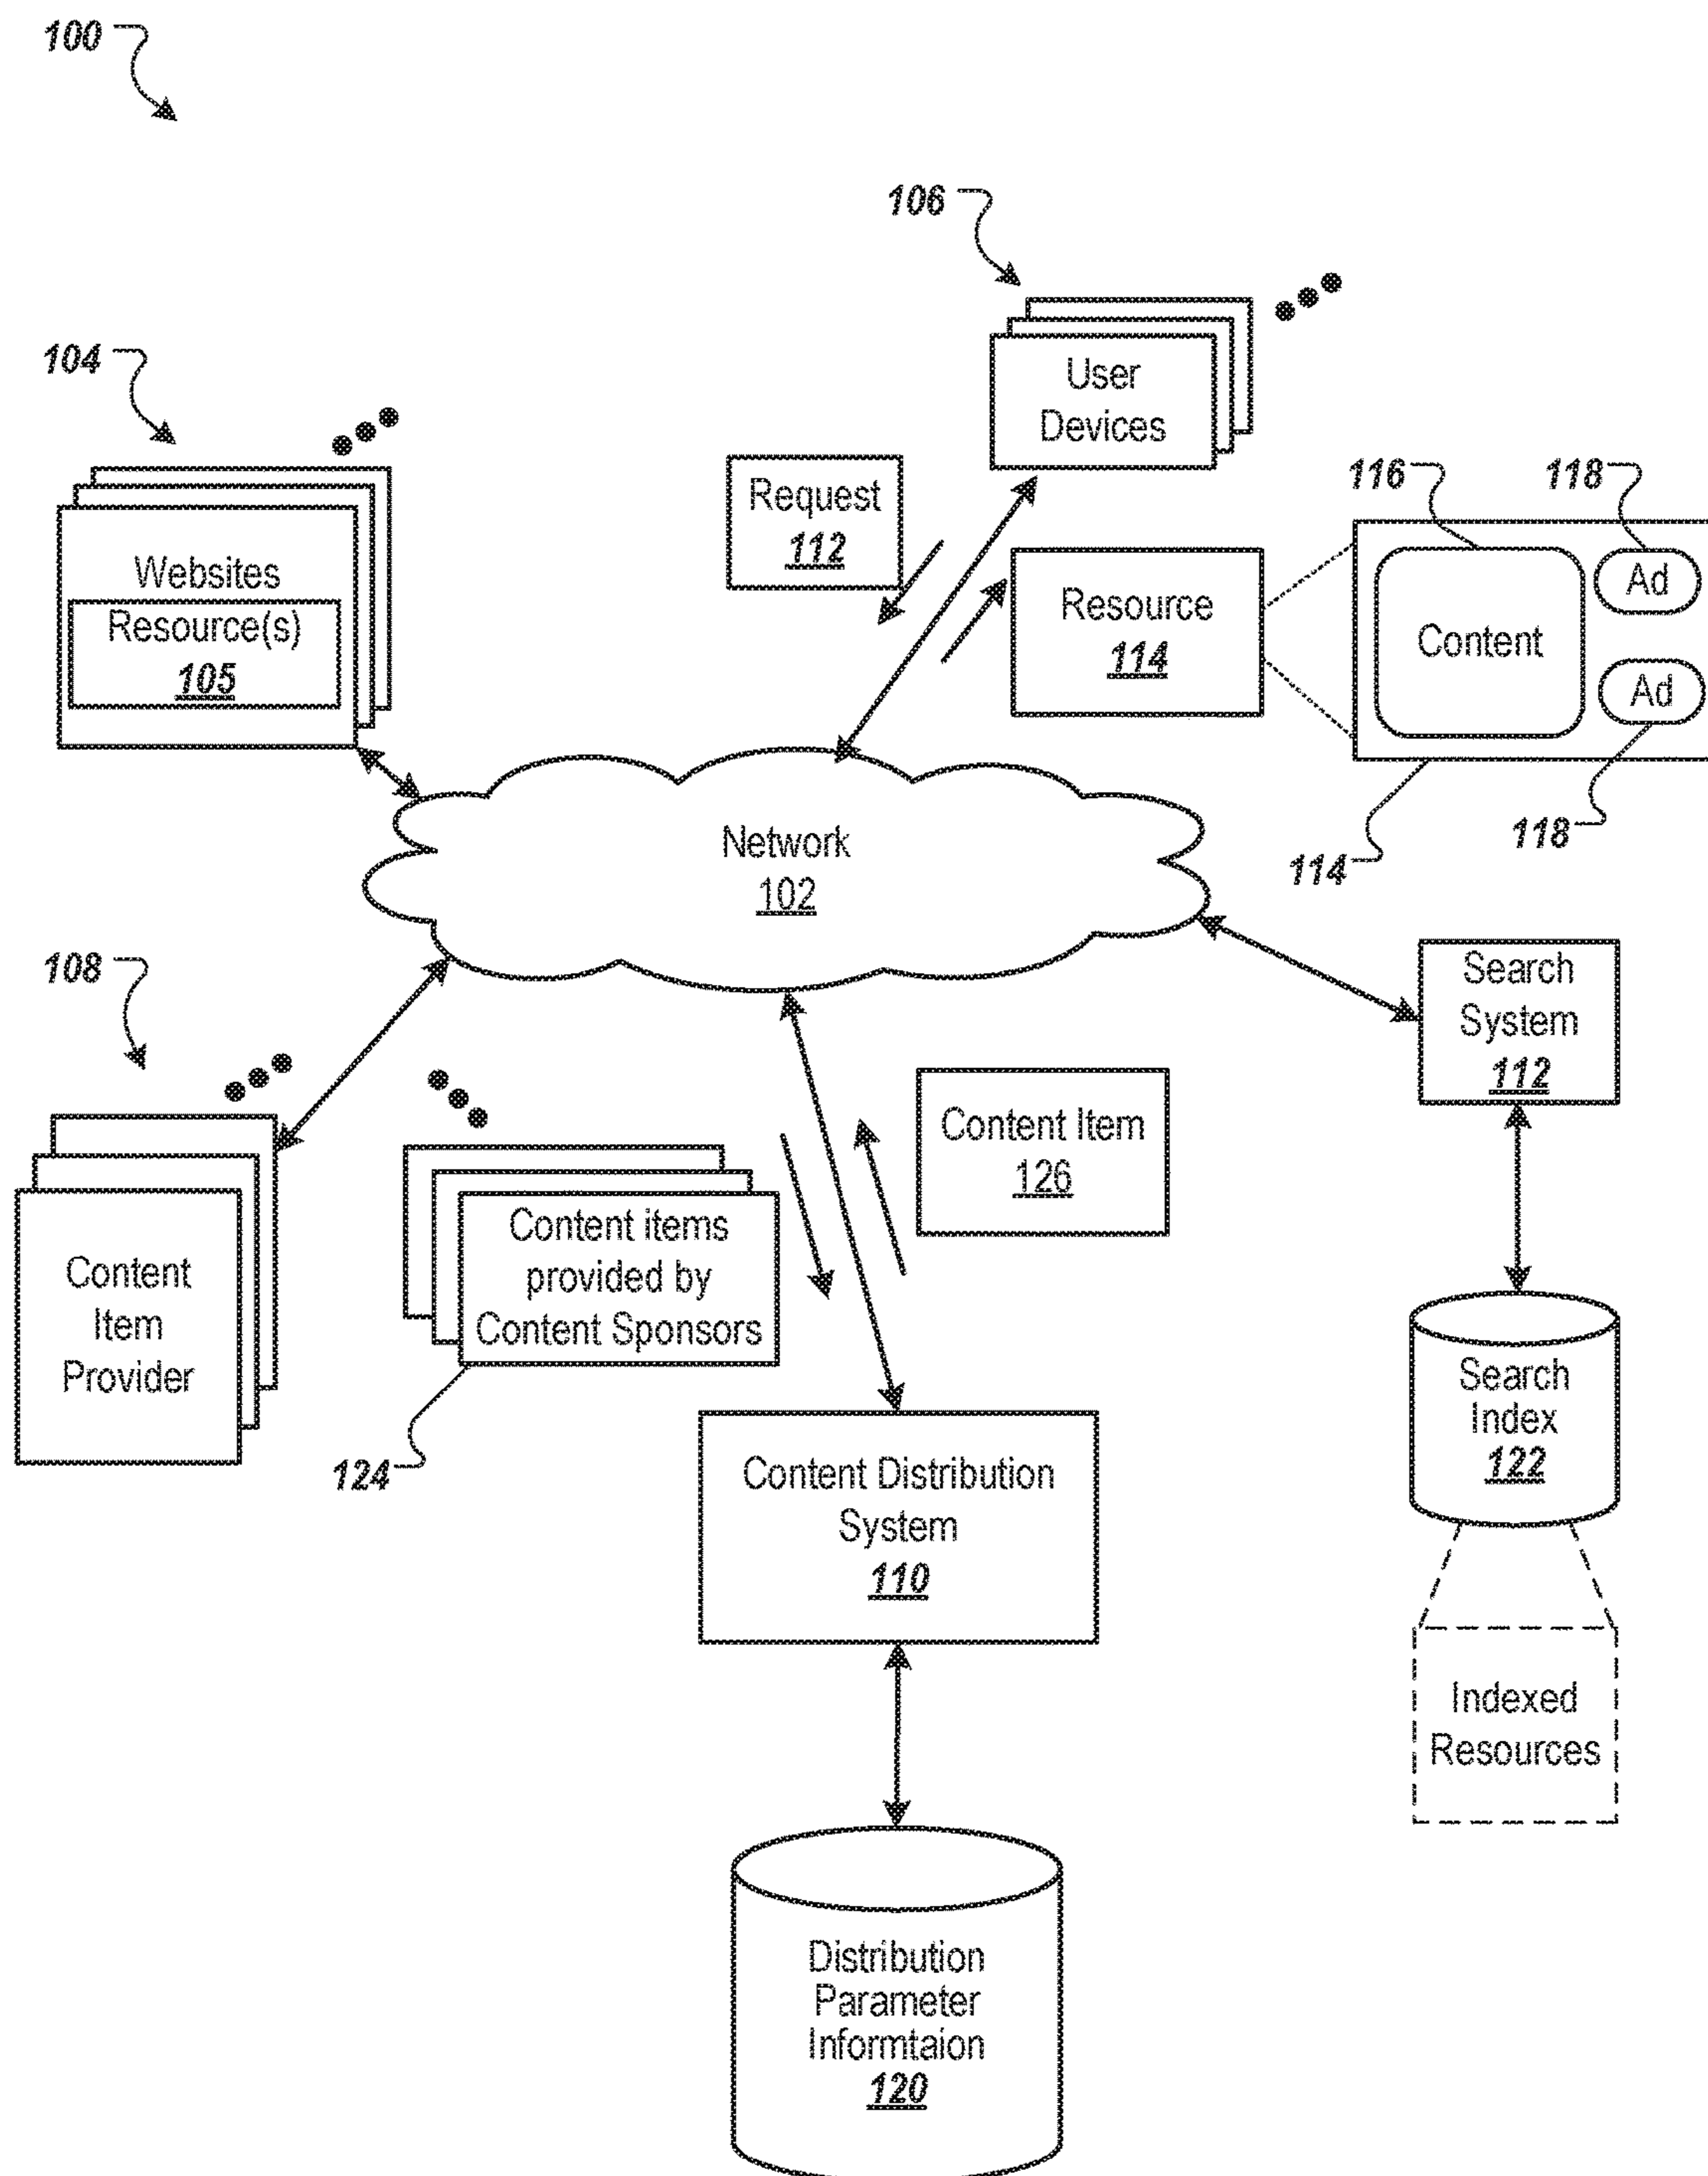 100
106
104
User
Devices
116
118
Request
112
Websites
Resource(s)
105
Resource
114
Content
Ad
Ad
118
114
Network
102
108
Search
System
112
Content Item
126
Content items
provided by
Content Sponsors
Content
Item
Provider
124
Search
Index
122
Content Distribution
System
110
Indexed
Resources
Distribution
Parameter
Informtaion
120